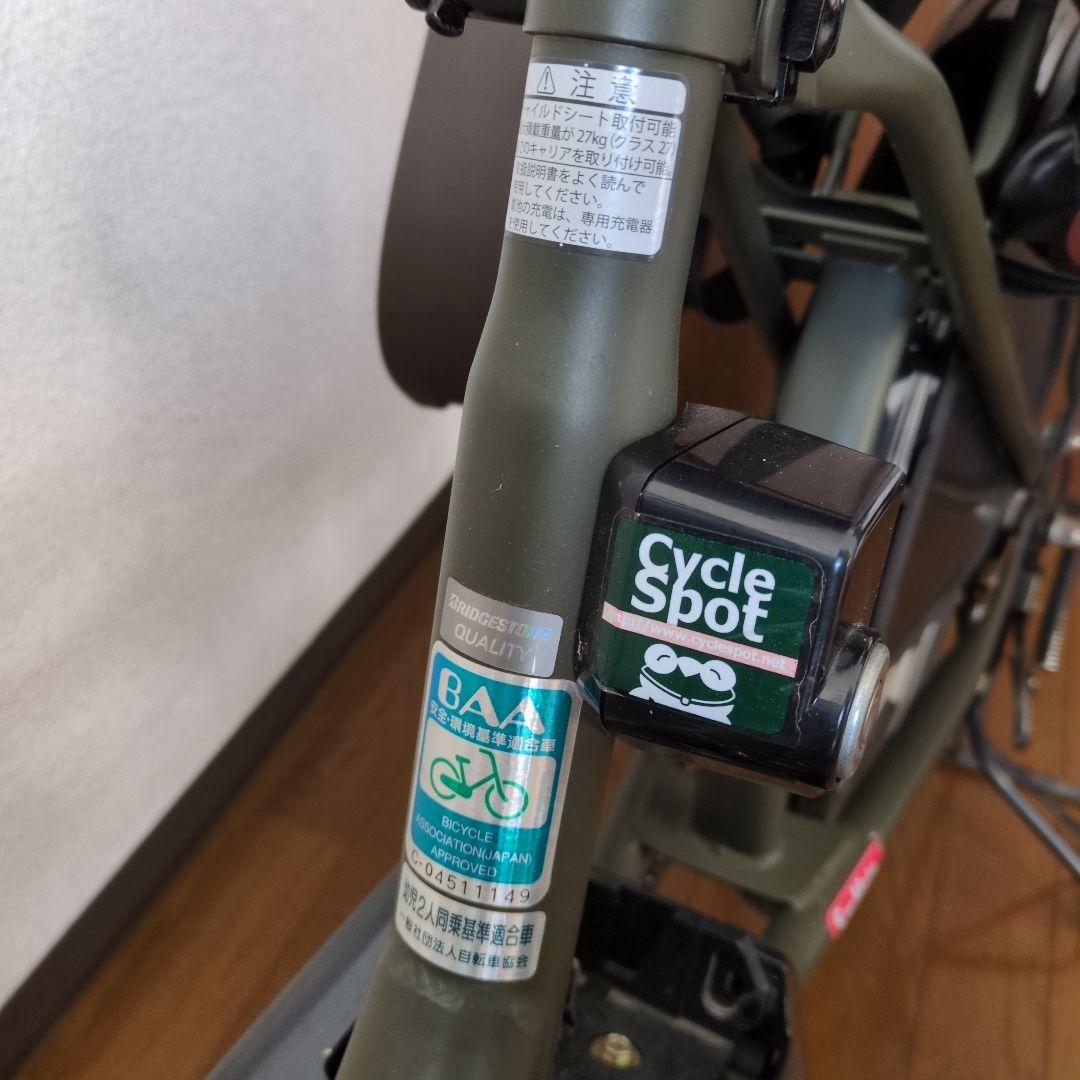 注意
チャイルドシート取付可能
積載重量が27kg(クラス27)
でのキャリアを取り付け可能。
取扱説明書をよく読んで
使用してください。
電池の充電は、専用充電器
を使用してください。
Cycle
Spot
tp://www.cyclespot.net
BRIDGESTONE
QUALITY
BAA
安全・環境基準適合車
BICYCLE
ASSOCIATION(JAPAN)
APPROVED
C-04511149
幼児2人同乗基準適合車
一般社団法人自転車協会